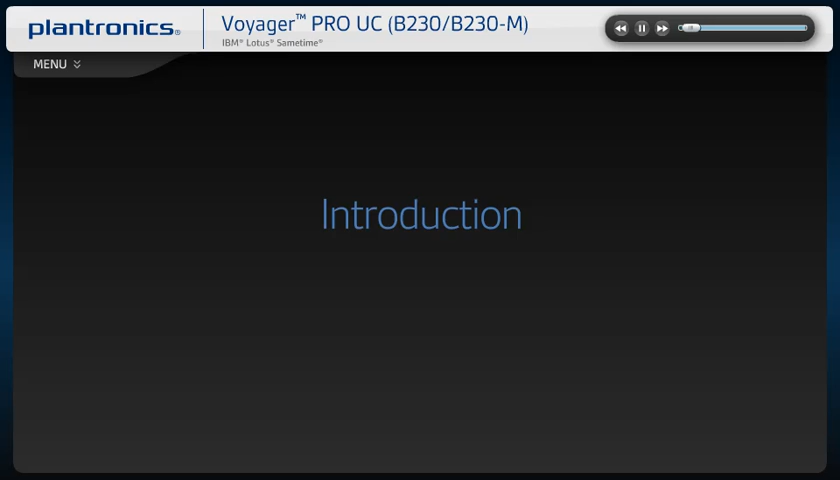 plantronics®
Voyager™ PRO UC (B230/B230-M)
IBM® Lotus® Sametime®
MENU
Introduction